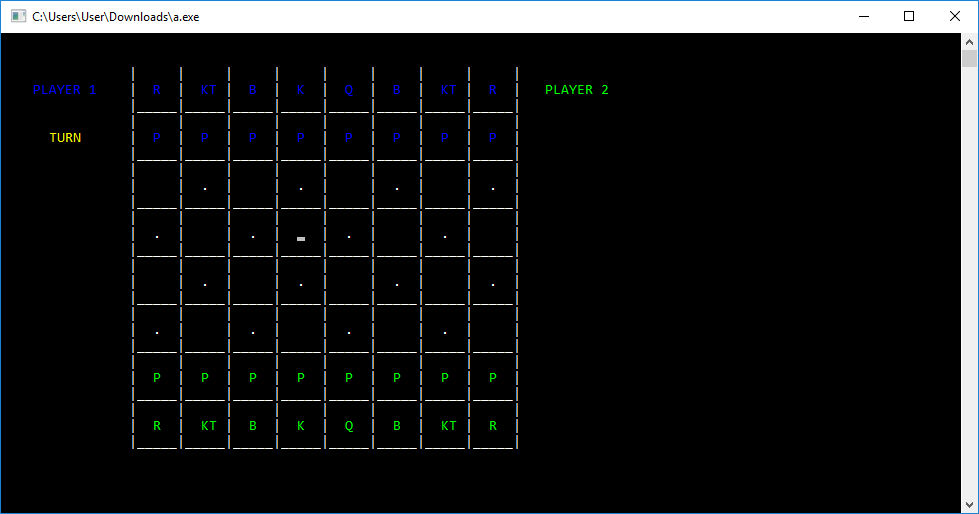 C:\Users\User\Downloads\a.exe
PLAYER 1 | R | KT | B | K | Q | B | KT | R | PLAYER 2
TURN | P | P | P | P | P | P | P | P |
| | . | | . | | . | | . |
| . | | . | | . | | . | |
| | . | | . | | . | | . |
| . | | . | | . | | . | |
| P | P | P | P | P | P | P | P |
| R | KT | B | K | Q | B | KT | R |